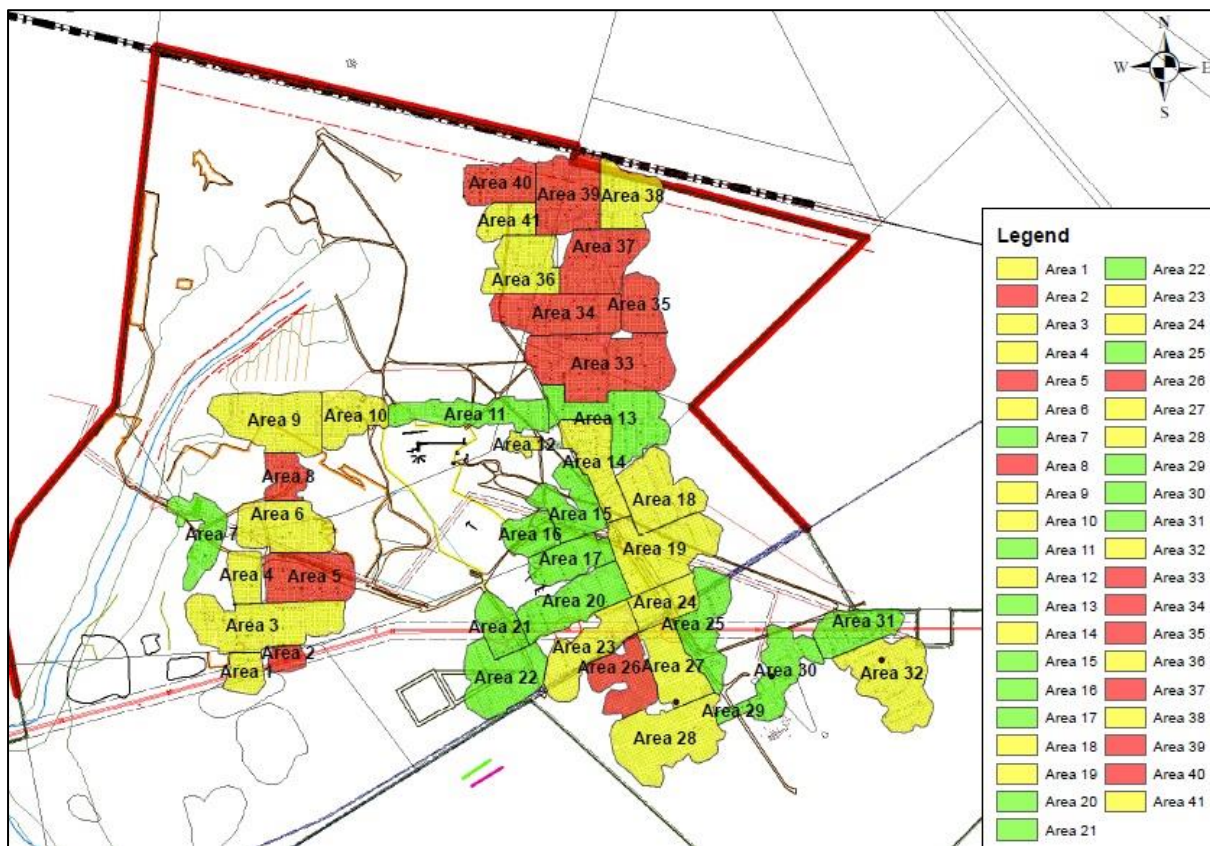 N
W E
S
Area 40
Area 39
Area 38
Area 41
Area 37
Area 36
Area 35
Area 34
Area 33
Area 9
Area 10
Area 11
Area 13
Area 12
Area 14
Area 8
Area 18
Area 6
Area 15
Area 7
Area 16
Area 19
Area 17
Area 4
Area 5
Area 20
Area 24
Area 3
Area 21
Area 25
Area 31
Area 2
Area 23
Area 1
Area 26
Area 27
Area 30
Area 32
Area 22
Area 29
Area 28
Legend
Area 1 Area 22
Area 2 Area 23
Area 3 Area 24
Area 4 Area 25
Area 5 Area 26
Area 6 Area 27
Area 7 Area 28
Area 8 Area 29
Area 9 Area 30
Area 10 Area 31
Area 11 Area 32
Area 12 Area 33
Area 13 Area 34
Area 14 Area 35
Area 15 Area 36
Area 16 Area 37
Area 17 Area 38
Area 18 Area 39
Area 19 Area 40
Area 20 Area 41
Area 21